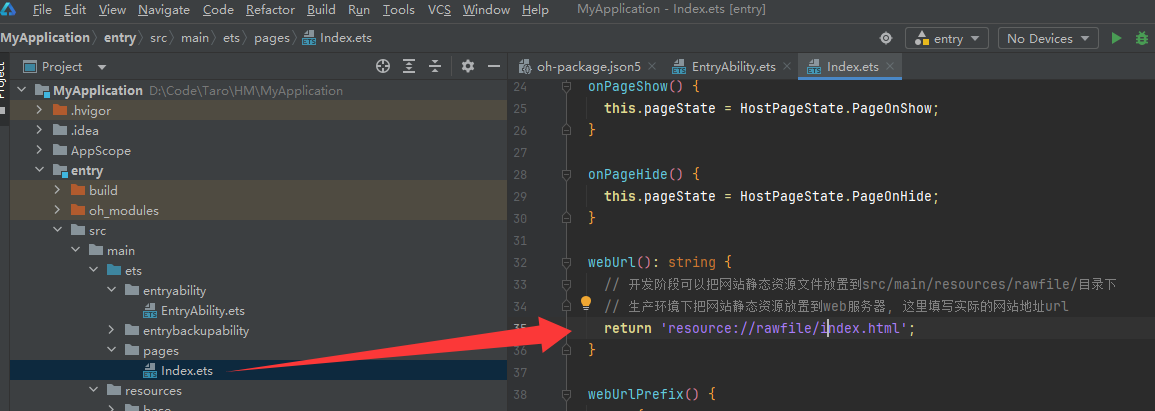 File Edit View Navigate Code Refactor Build Run Tools VCS Window Help MyApplication - Index.ets [entry]
MyApplication entry src main ets pages Index.ets entry No Devices
Project
Project
oh-package.json5 EntryAbility.ets Index.ets
MyApplication D:\Code\Taro\HM\MyApplication
.hvigor
.idea
AppScope
entry
build
oh_modules
src
main
ets
entryability
EntryAbility.ets
entrybackupability
pages
Index.ets
resources
base
24 onPageShow() {
25 this.pageState = HostPageState.PageOnShow;
26 }
27
28 onPageHide() {
29 this.pageState = HostPageState.PageOnHide;
30 }
31
32 webUrl(): string {
33 // 开发阶段可以把网站静态资源文件放置到src/main/resources/rawfile/目录下
34 // 生产环境下把网站静态资源放置到web服务器, 这里填写实际的网站地址url
35 return 'resource://rawfile/index.html';
36 }
37
38 webUrlPrefix() {